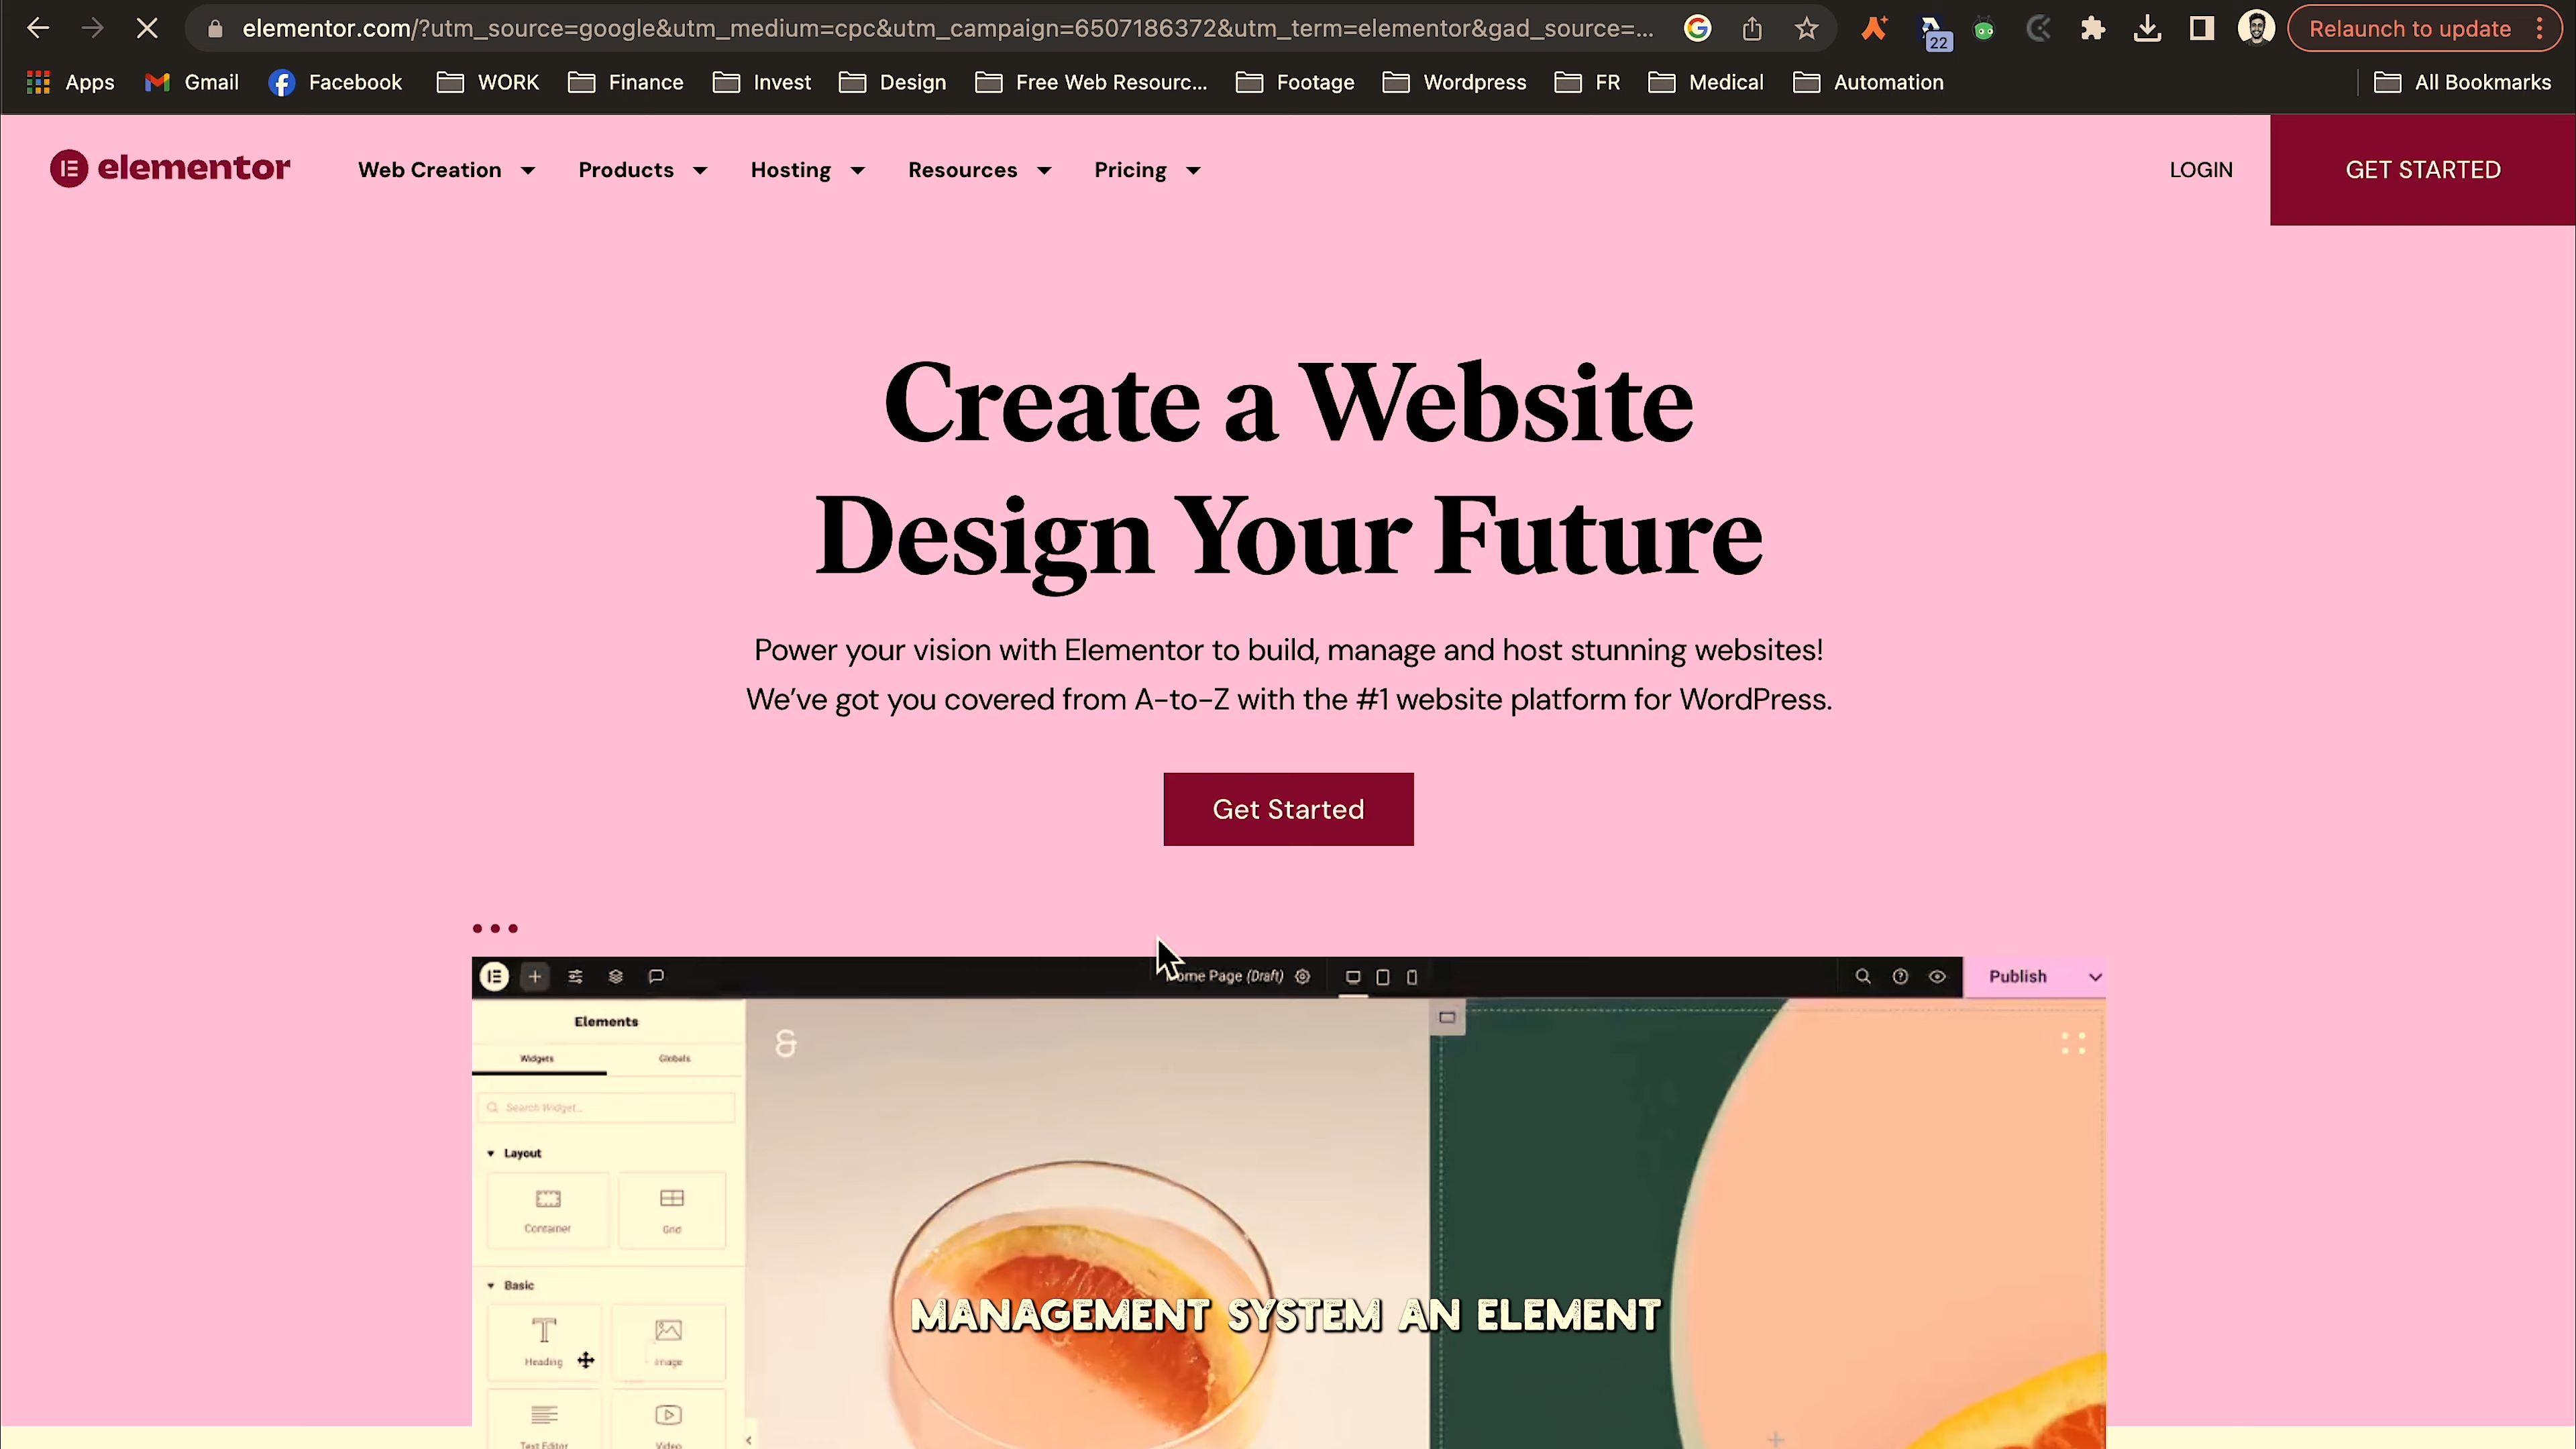 elementor.com/?utm_source=google&utm_medium=cpc&utm_campaign=6507186372&utm_term=elementor&gad_source=...
22
Relaunch to update
Apps
Gmail
Facebook
WORK
Finance
Invest
Design
Free Web Resourc...
Footage
Wordpress
FR
Medical
Automation
All Bookmarks
elementor
Web Creation
Products
Hosting
Resources
Pricing
LOGIN
GET STARTED
Create a Website
Design Your Future
Power your vision with Elementor to build, manage and host stunning websites!
We've got you covered from A-to-Z with the #1 website platform for WordPress.
Get Started
Page (Draft)
Publish
Elements
Widgets
Globals
Search Widget...
&
Layout
Container
Grid
Basic
Heading
Image
Text Editor
Video
MANAGEMENT SYSTEM AN ELEMENT